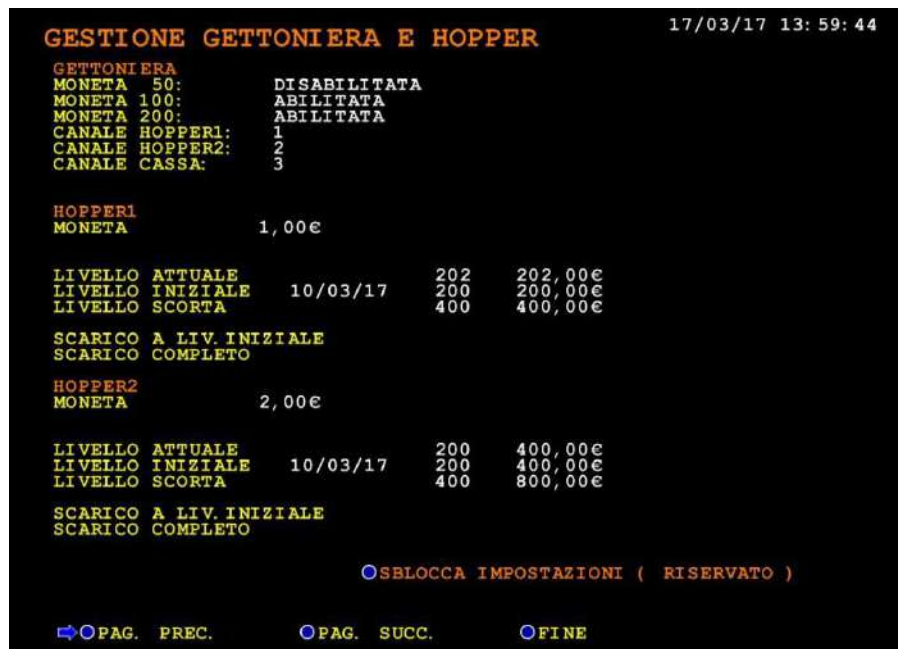 GESTIONE GETTONIERA E HOPPER 17/03/17 13:59:44
GETTONIERA
MONETA 50: DISABILITATA
MONETA 100: ABILITATA
MONETA 200: ABILITATA
CANALE HOPPER1: 1
CANALE HOPPER2: 2
CANALE CASSA: 3
HOPPER1
MONETA 1,00€
LIVELLO ATTUALE 202 202,00€
LIVELLO INIZIALE 10/03/17 200 200,00€
LIVELLO SCORTA 400 400,00€
SCARICO A LIV. INIZIALE
SCARICO COMPLETO
HOPPER2
MONETA 2,00€
LIVELLO ATTUALE 200 400,00€
LIVELLO INIZIALE 10/03/17 200 400,00€
LIVELLO SCORTA 400 800,00€
SCARICO A LIV. INIZIALE
SCARICO COMPLETO
SBLOCCA IMPOSTAZIONI ( RISERVATO )
PAG. PREC. PAG. SUCC. FINE